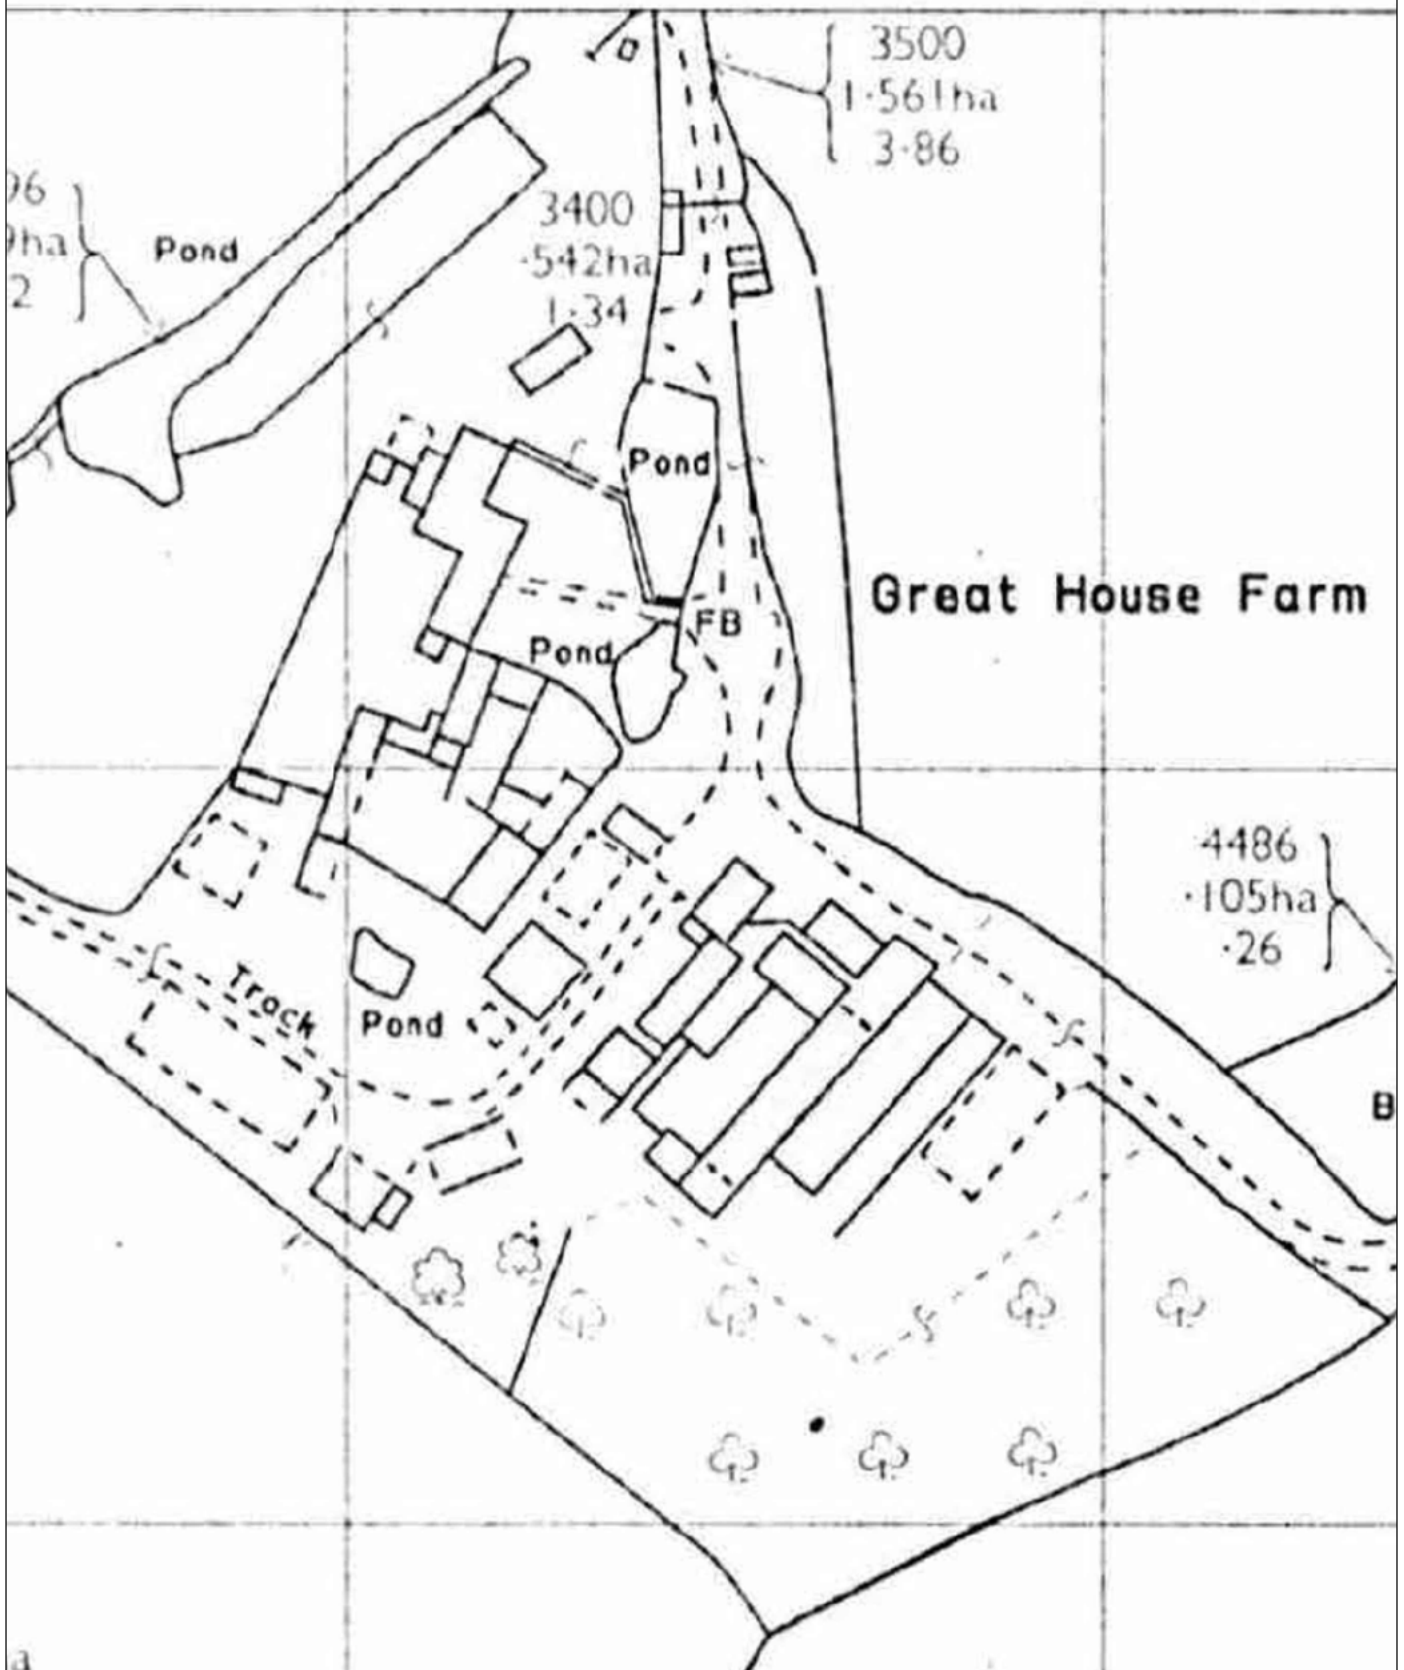 3500
1·561ha
3·86
96
9ha
2
Pond
3400
·542ha
1·34
Pond
Great House Farm
FB
Pond
4486
·105ha
·26
Track
Pond
B
a